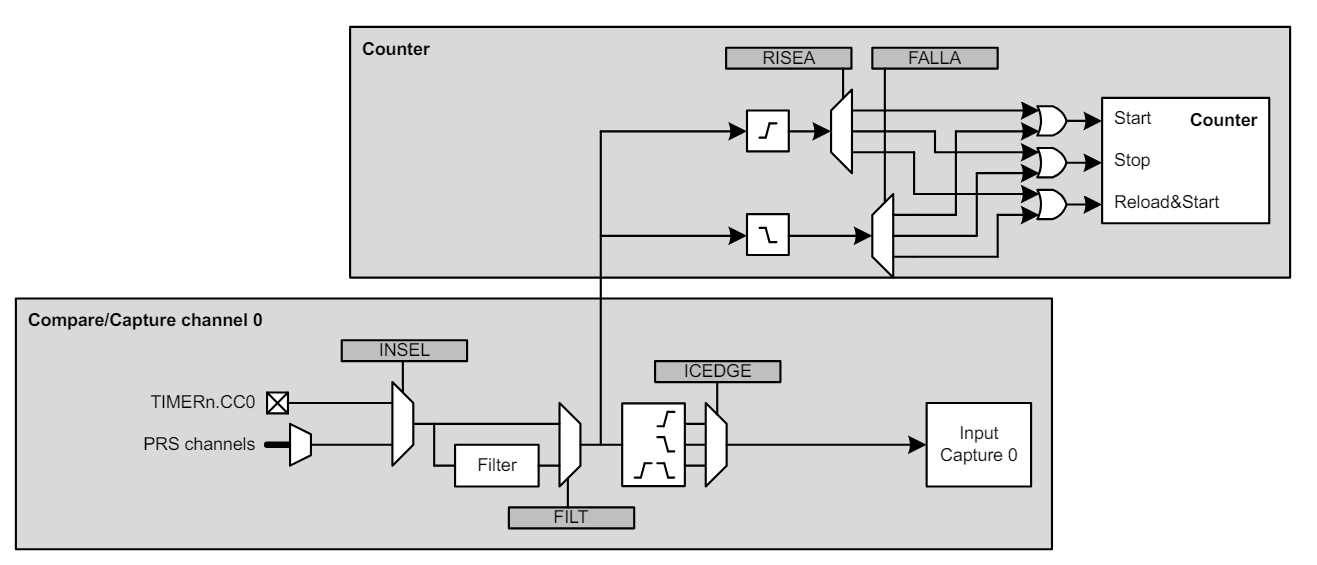 Counter
RISEA
FALLA
Start
Counter
Stop
Reload&Start
Compare/Capture channel 0
INSEL
ICEDGE
TIMERn.CC0
PRS channels
Filter
Input
Capture 0
FILT